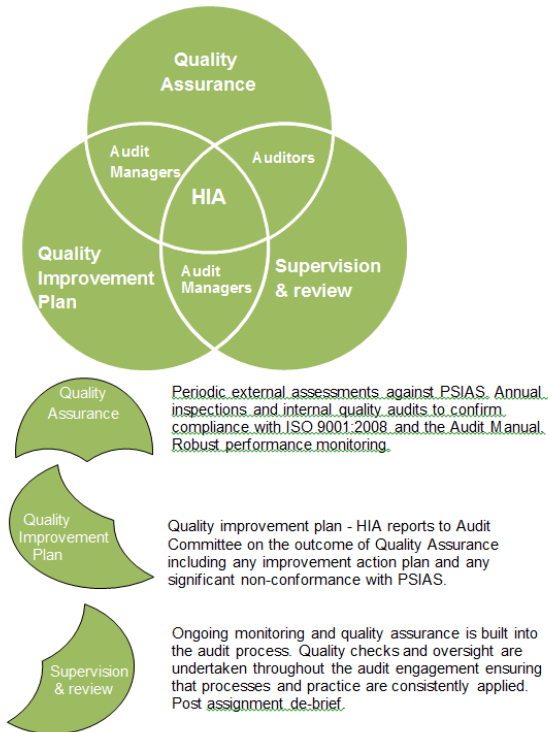 Quality
Assurance
Audit
Managers
Auditors
HIA
Quality
Improvement
Plan
Audit
Managers
Supervision
& review
Quality
Assurance
Periodic external assessments against PSIAS. Annual
inspections and internal quality audits to confirm
compliance with ISO 9001:2008 and the Audit Manual.
Robust performance monitoring.
Quality
Improvement
Plan
Quality improvement plan - HIA reports to Audit
Committee on the outcome of Quality Assurance
including any improvement action plan and any
significant non-conformance with PSIAS.
Supervision
& review
Ongoing monitoring and quality assurance is built into
the audit process. Quality checks and oversight are
undertaken throughout the audit engagement ensuring
that processes and practice are consistently applied.
Post assignment de-brief.